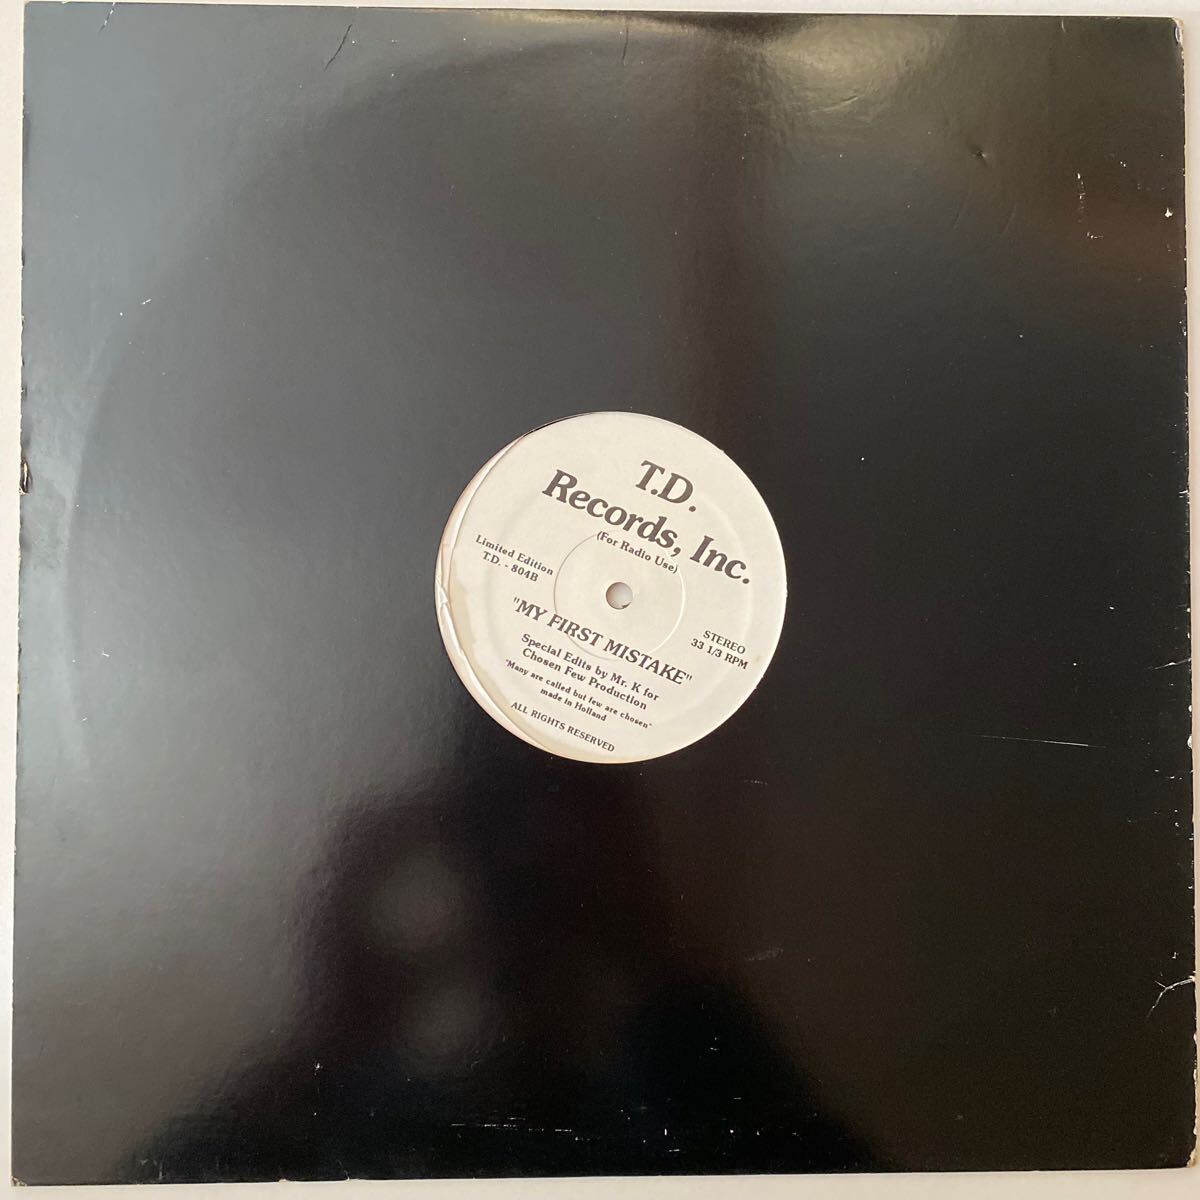 T.D.
Records, Inc.
(For Radio Use)
Limited Edition
T.D. - 804B
STEREO
33 1/3 RPM
"MY FIRST MISTAKE"
Special Edits by Mr. K for
Chosen Few Production
"Many are called but few are chosen"
made in Holland
ALL RIGHTS RESERVED